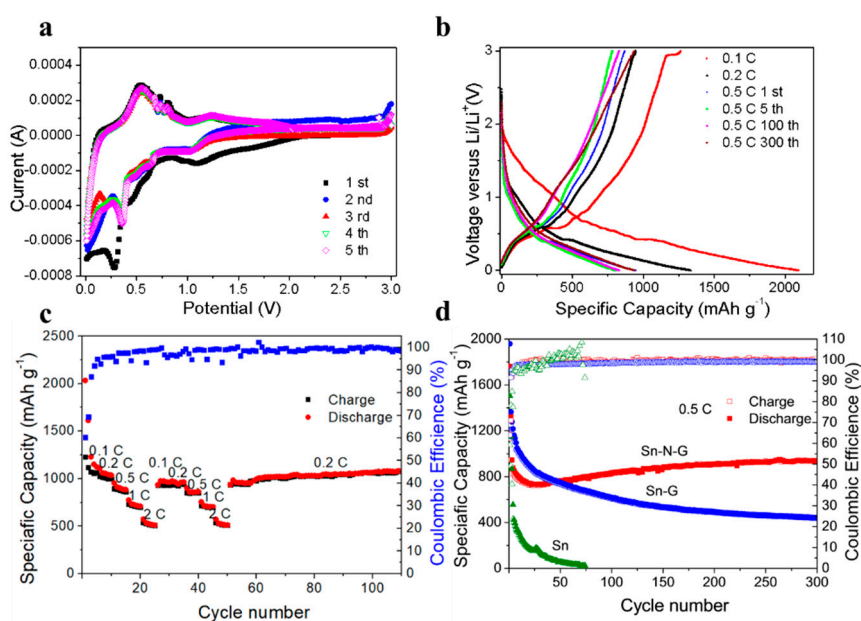 a
0.0004
0.0002
0.0000
-0.0002
-0.0004
-0.0006
-0.0008
Current (A)
1 st
2 nd
3 rd
4 th
5 th
0.0 0.5 1.0 1.5 2.0 2.5 3.0
Potential (V)
b
3
2
1
0
Voltage versus Li/Li+(V)
0.1 C
0.2 C
0.5 C 1 st
0.5 C 5 th
0.5 C 100 th
0.5 C 300 th
0 500 1000 1500 2000
Specific Capacity (mAh g-1)
c
2500
2000
1500
1000
500
0
Speciafic Capacity (mAh g-1)
100
90
80
70
60
50
40
30
20
10
0
Coulombic Efficience (%)
Charge
Discharge
0.1 C
0.2 C
0.5 C
1 C
2 C
0.1 C
0.2 C
0.5 C
1 C
2 C
0.2 C
0 20 40 60 80 100
Cycle number
d
2000
1600
1200
800
400
0
Speciafic Capacity (mAh g-1)
110
100
90
80
70
60
50
40
30
20
10
0
Coulombic Efficience (%)
0.5 C
Charge
Discharge
Sn-N-G
Sn-G
Sn
50 100 150 200 250 300
Cycle number